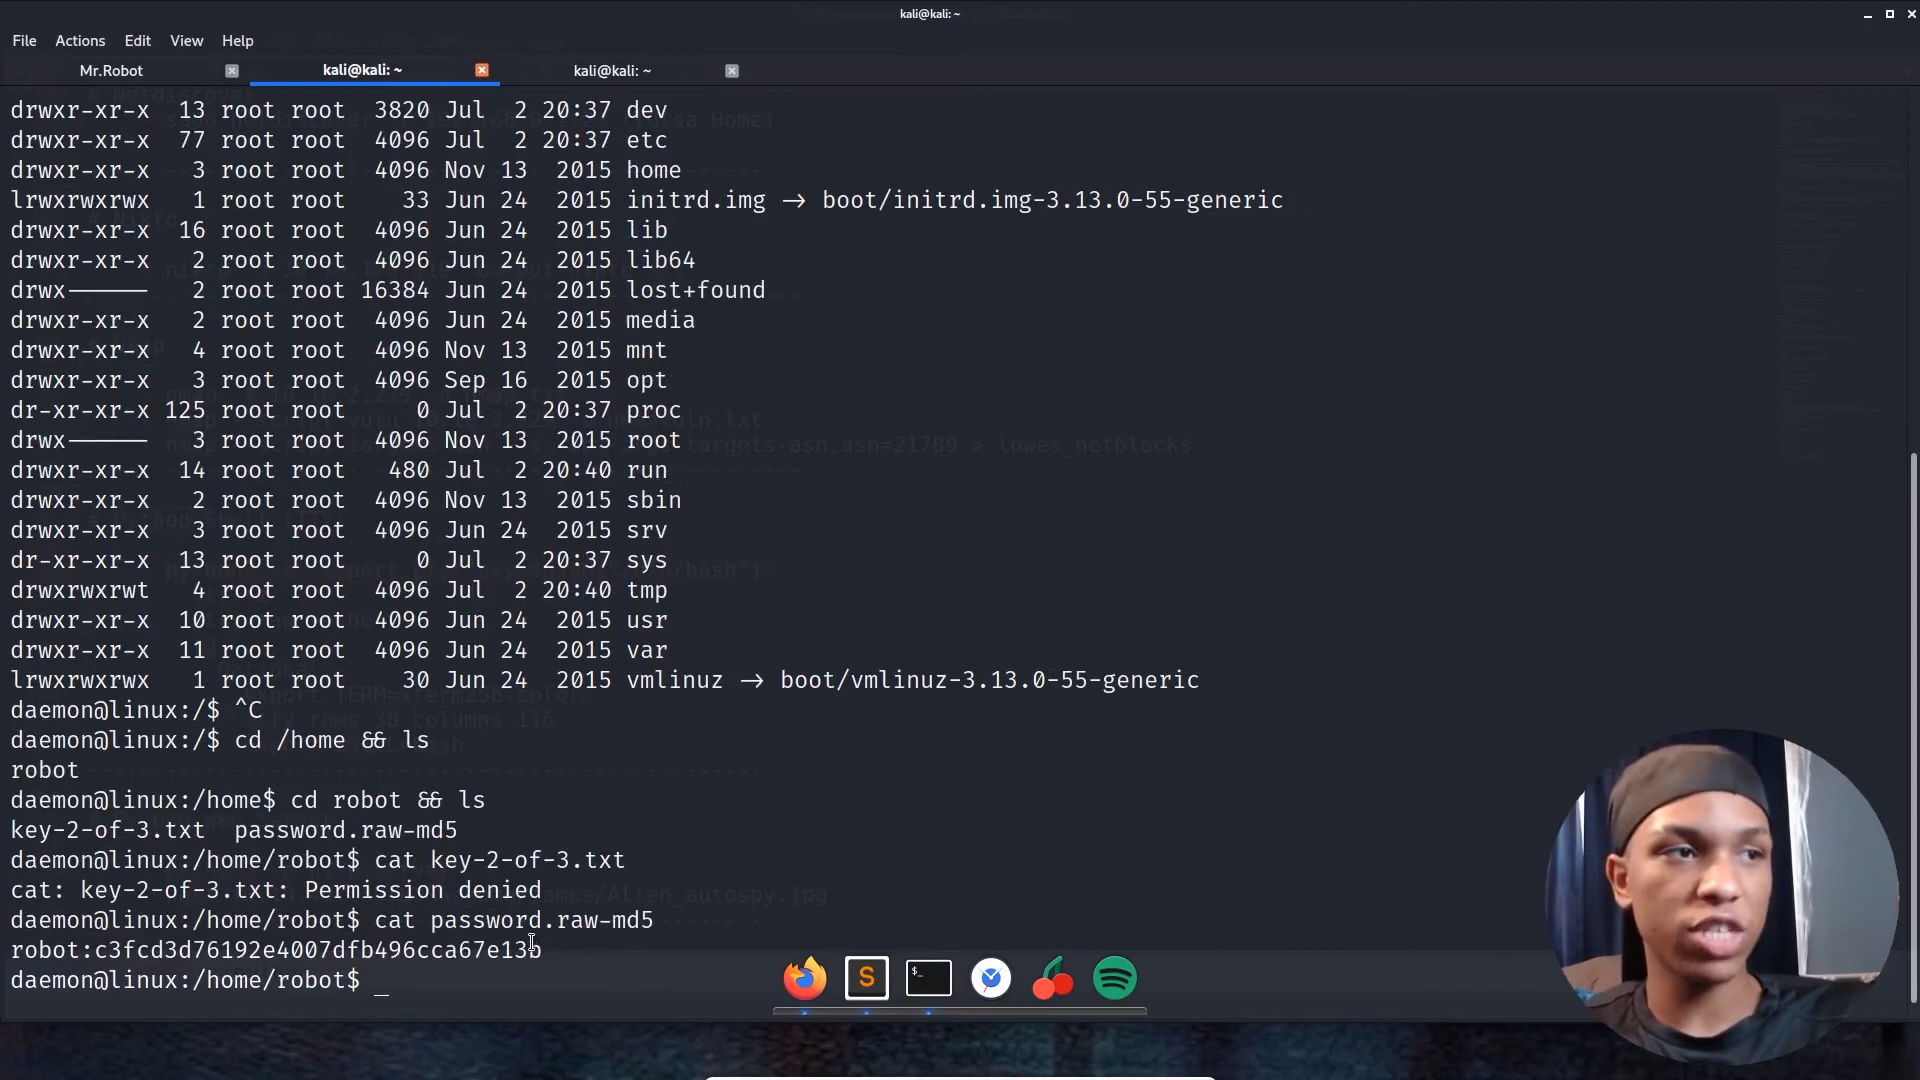 kali@kali: ~
File Actions Edit View Help
Mr.Robot kali@kali: ~ kali@kali: ~
drwxr-xr-x 13 root root 3820 Jul 2 20:37 dev
drwxr-xr-x 77 root root 4096 Jul 2 20:37 etc
drwxr-xr-x 3 root root 4096 Nov 13 2015 home
lrwxrwxrwx 1 root root 33 Jun 24 2015 initrd.img → boot/initrd.img-3.13.0-55-generic
drwxr-xr-x 16 root root 4096 Jun 24 2015 lib
drwxr-xr-x 2 root root 4096 Jun 24 2015 lib64
drwx------ 2 root root 16384 Jun 24 2015 lost+found
drwxr-xr-x 2 root root 4096 Jun 24 2015 media
drwxr-xr-x 4 root root 4096 Nov 13 2015 mnt
drwxr-xr-x 3 root root 4096 Sep 16 2015 opt
dr-xr-xr-x 125 root root 0 Jul 2 20:37 proc
drwx------ 3 root root 4096 Nov 13 2015 root
drwxr-xr-x 14 root root 480 Jul 2 20:40 run
drwxr-xr-x 2 root root 4096 Nov 13 2015 sbin
drwxr-xr-x 3 root root 4096 Jun 24 2015 srv
dr-xr-xr-x 13 root root 0 Jul 2 20:37 sys
drwxrwxrwt 4 root root 4096 Jul 2 20:40 tmp
drwxr-xr-x 10 root root 4096 Jun 24 2015 usr
drwxr-xr-x 11 root root 4096 Jun 24 2015 var
lrwxrwxrwx 1 root root 30 Jun 24 2015 vmlinuz → boot/vmlinuz-3.13.0-55-generic
daemon@linux:/$ ^C
daemon@linux:/$ cd /home && ls
robot
daemon@linux:/home$ cd robot && ls
key-2-of-3.txt password.raw-md5
daemon@linux:/home/robot$ cat key-2-of-3.txt
cat: key-2-of-3.txt: Permission denied
daemon@linux:/home/robot$ cat password.raw-md5
robot:c3fcd3d76192e4007dfb496cca67e13b
daemon@linux:/home/robot$ _